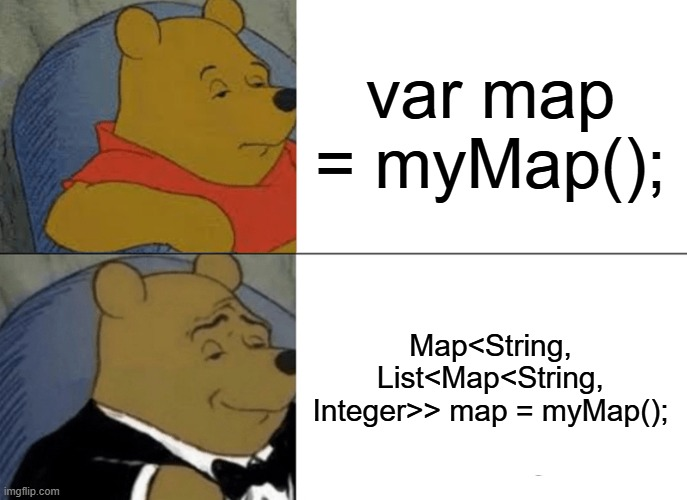 var map
= myMap();
Map<String,
List<Map<String,
Integer>> map = myMap();
imgflip.com